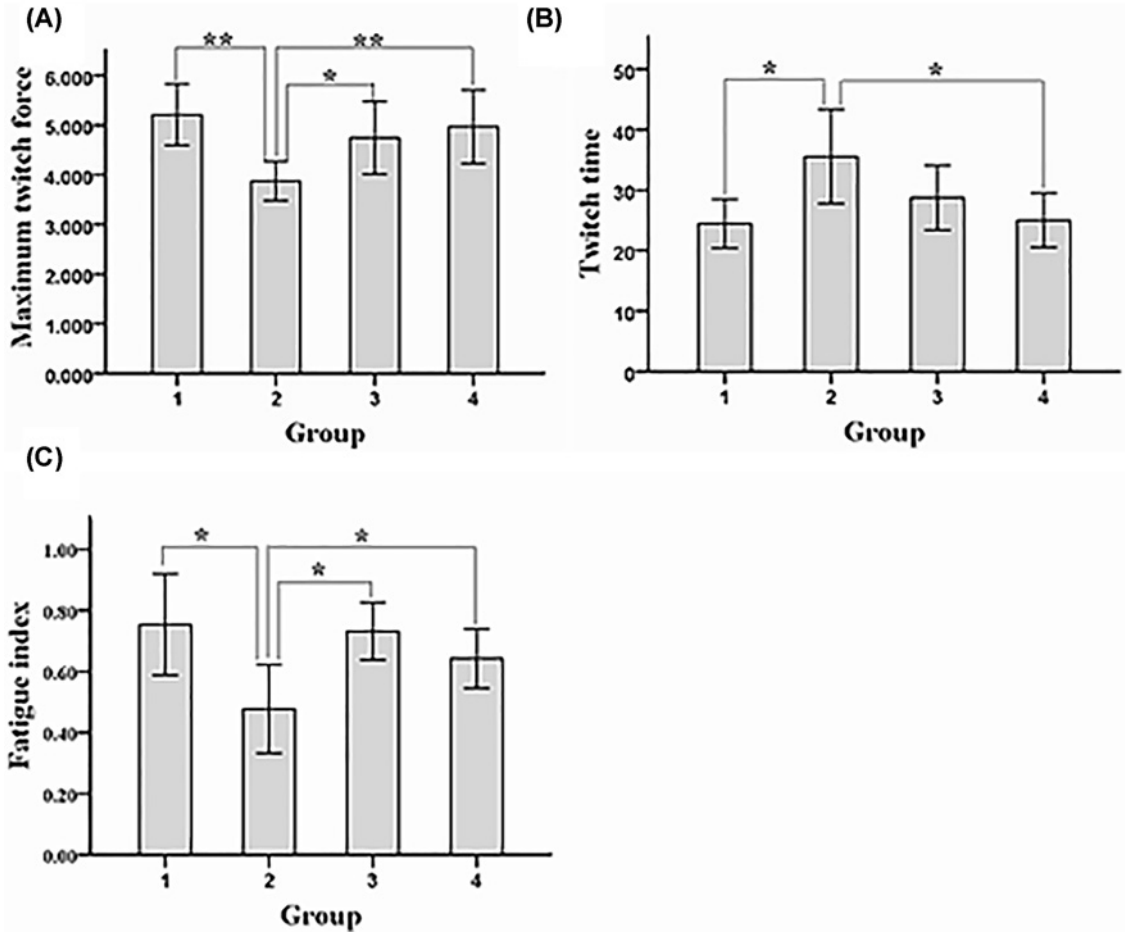 (A)
** **
*
6.000
5.000
4.000
3.000
2.000
1.000
0.000
Maximum twitch force
1 2 3 4
Group
(B)
* *
50
40
30
20
10
0
Twitch time
1 2 3 4
Group
(C)
* *
*
1.00
0.80
0.60
0.40
0.20
0.00
Fatigue index
1 2 3 4
Group